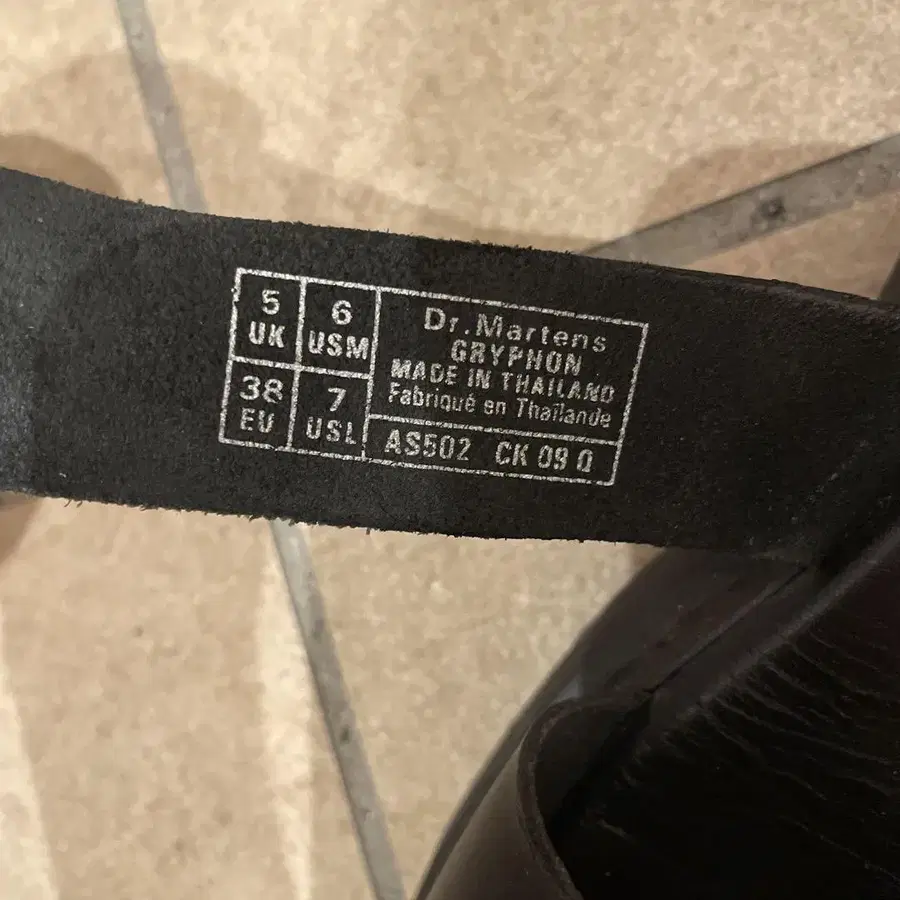 5
UK
6
USM
38
EU
7
USL
Dr.Martens
GRYPHON
MADE IN THAILAND
Fabriqué en Thaïlande
AS502 CK 09 0